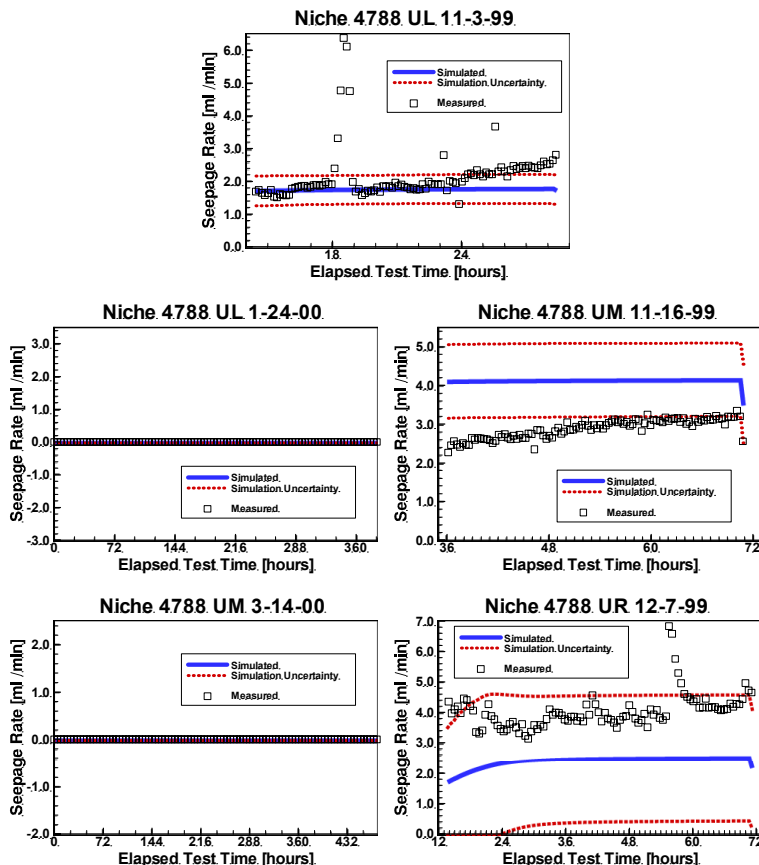 Niche 4788 UL 11-3-99
6.0
5.0
4.0
3.0
2.0
1.0
0.0
Seepage Rate [ml/min]
Simulated
Simulation Uncertainty
Measured
1.8 2.4
Elapsed Test Time [hours]
Niche 4788 UL 1-24-00
3.0
2.0
1.0
0.0
-1.0
-2.0
-3.0
Seepage Rate [ml/min]
Simulated
Simulation Uncertainty
Measured
0 72 144 216 288 360
Elapsed Test Time [hours]
Niche 4788 UM 11-16-99
5.0
4.0
3.0
2.0
1.0
0.0
Seepage Rate [ml/min]
Simulated
Simulation Uncertainty
Measured
36 48 60 72
Elapsed Test Time [hours]
Niche 4788 UM 3-14-00
2.0
1.0
0.0
-1.0
-2.0
Seepage Rate [ml/min]
Simulated
Simulation Uncertainty
Measured
0 72 144 216 288 360 432
Elapsed Test Time [hours]
Niche 4788 UR 12-7-99
7.0
6.0
5.0
4.0
3.0
2.0
1.0
0.0
Seepage Rate [ml/min]
Simulated
Simulation Uncertainty
Measured
12 24 36 48 60 72
Elapsed Test Time [hours]